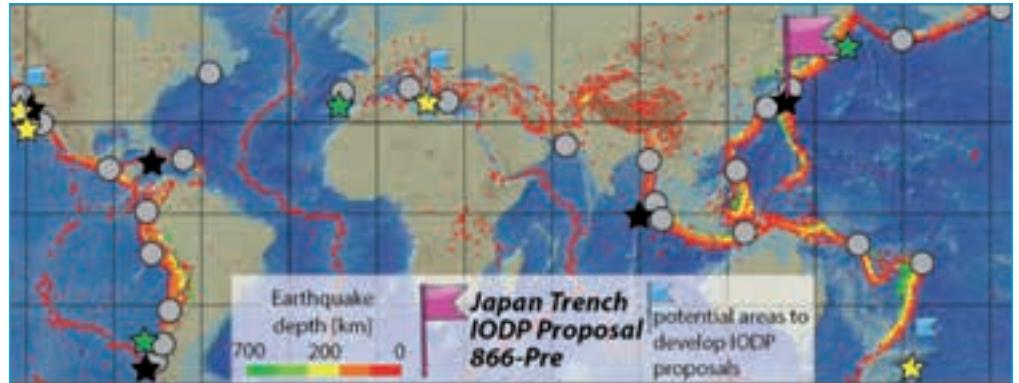 Earthquake
depth (km)
700 200 0
Japan Trench
IODP Proposal
866-Pre
potential areas to
develop IODP
proposals